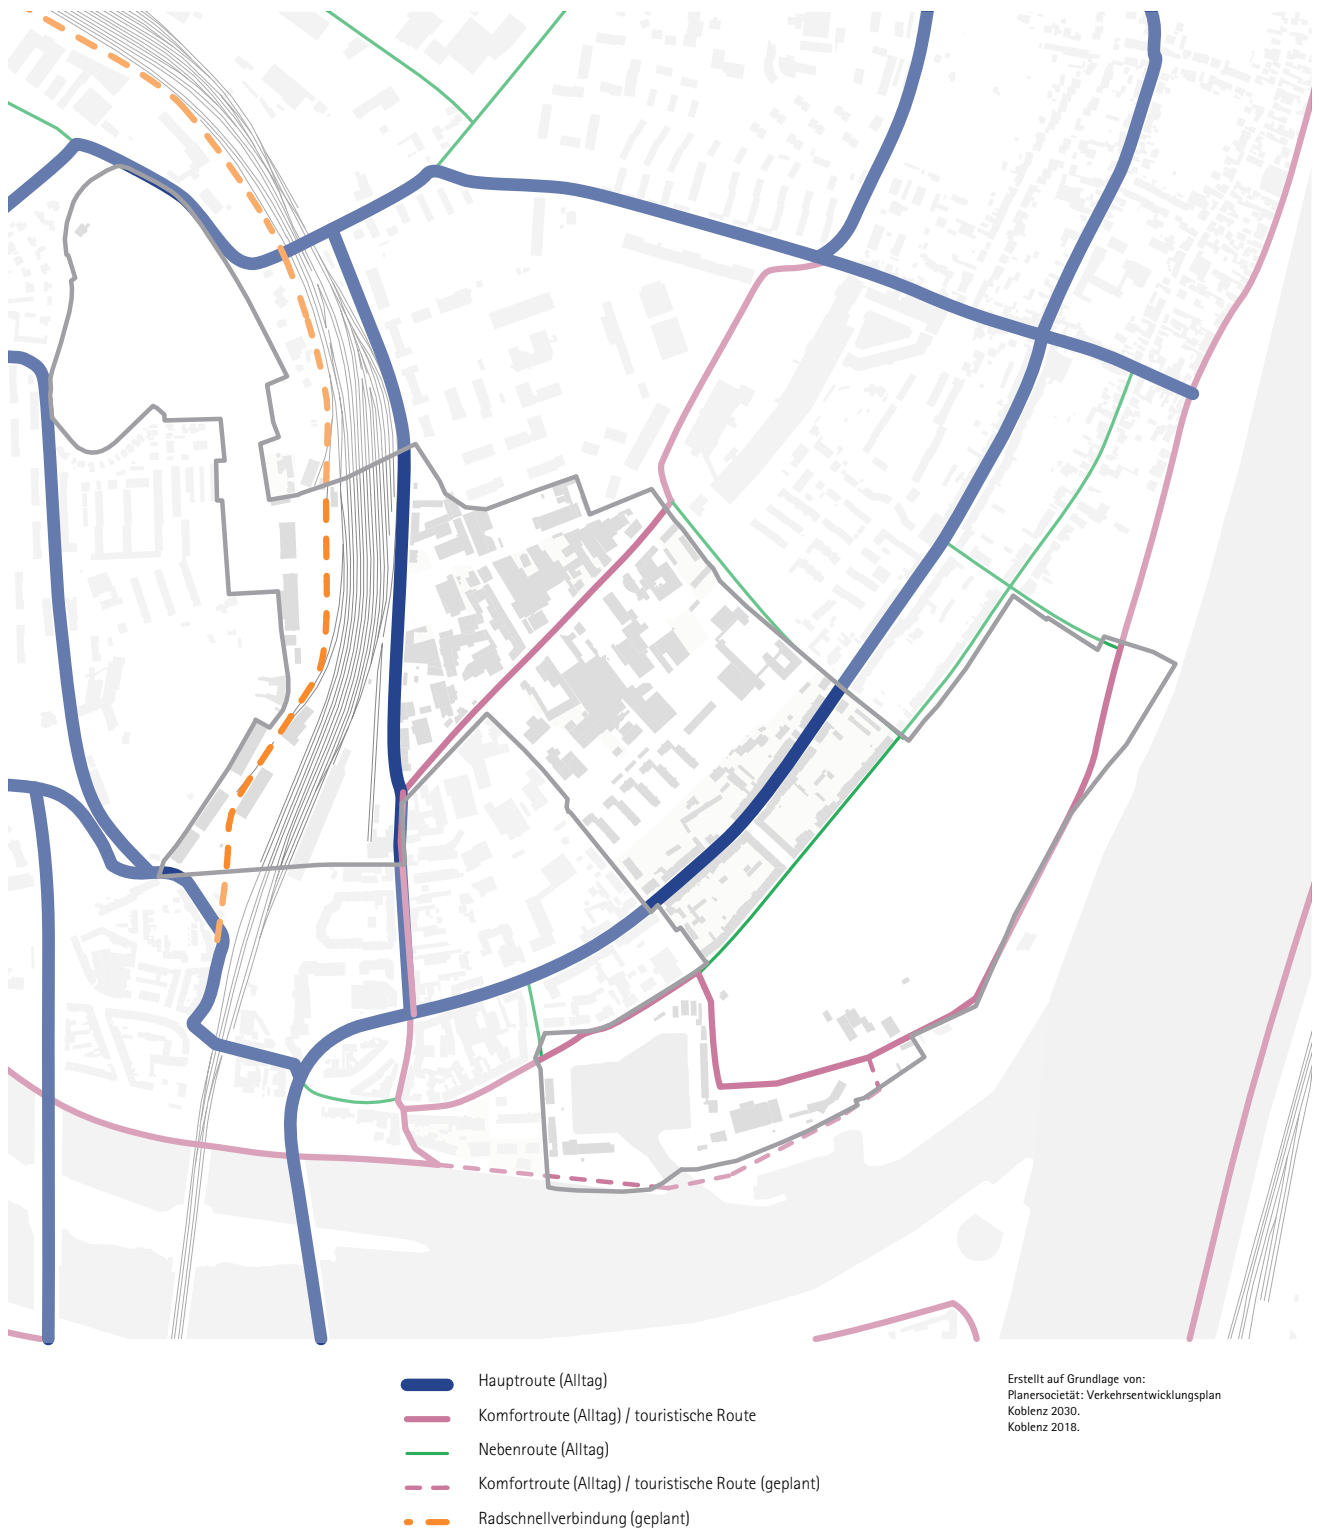 Hauptroute (Alltag)
Komfortroute (Alltag) / touristische Route
Nebenroute (Alltag)
Komfortroute (Alltag) / touristische Route (geplant)
Radschnellverbindung (geplant)
Erstellt auf Grundlage von:
Planersocietät: Verkehrsentwicklungsplan
Koblenz 2030.
Koblenz 2018.